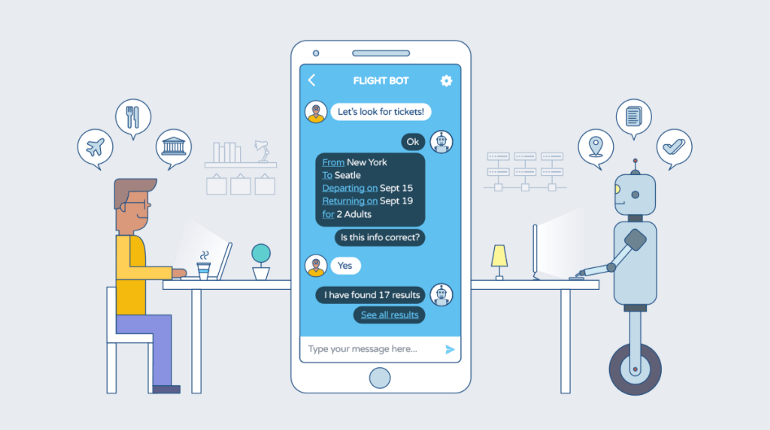 FLIGHT BOT
Let's look for tickets!
Ok
From New York
To Seatle
Departing on Sept 15
Returning on Sept 19
for 2 Adults
Is this info correct?
Yes
I have found 17 results
See all results
Type your message here...